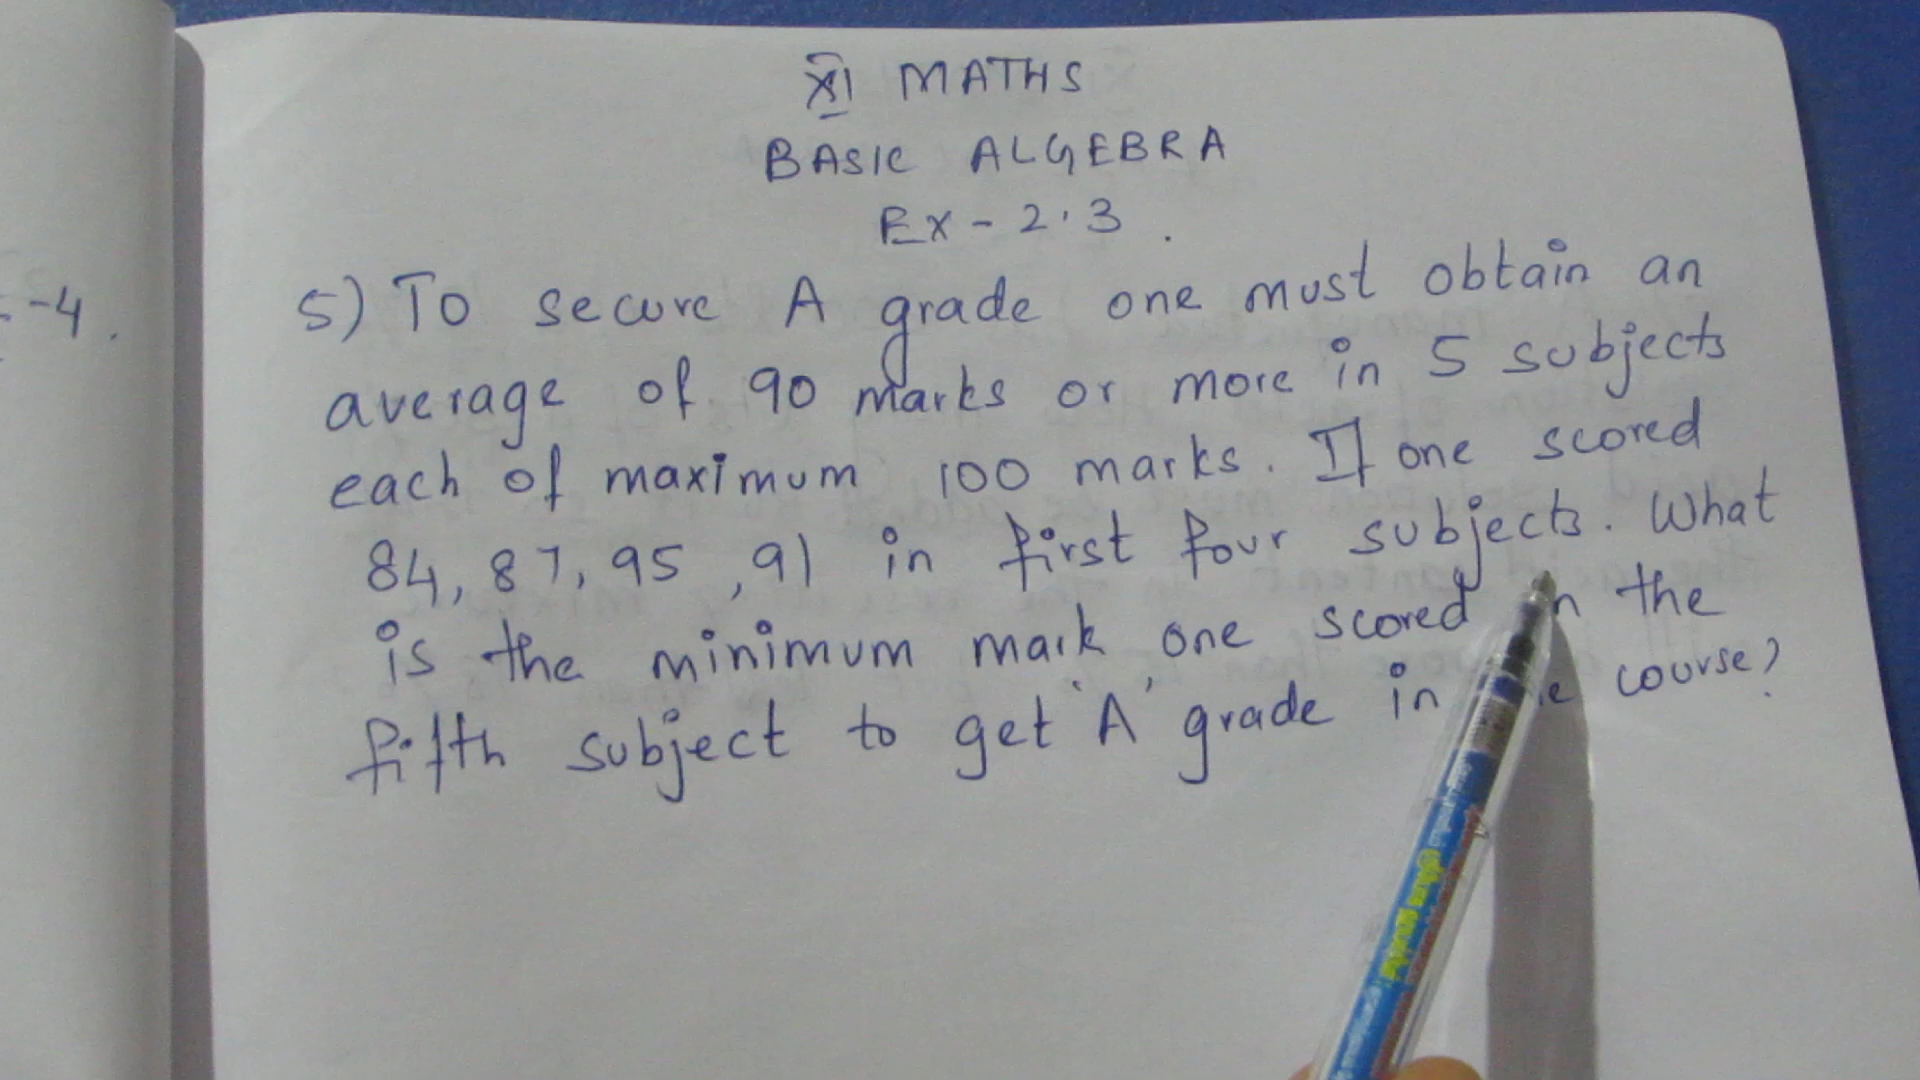 XI MATHS
BASIC ALGEBRA
EX - 2.3.
-4.
5) To secure A grade one must obtain an
average of 90 marks or more in 5 subjects
each of maximum 100 marks. If one scored
84, 87, 95, 91 in first four subjects. What
is the minimum mark one scored in the
fifth subject to get 'A' grade in course?